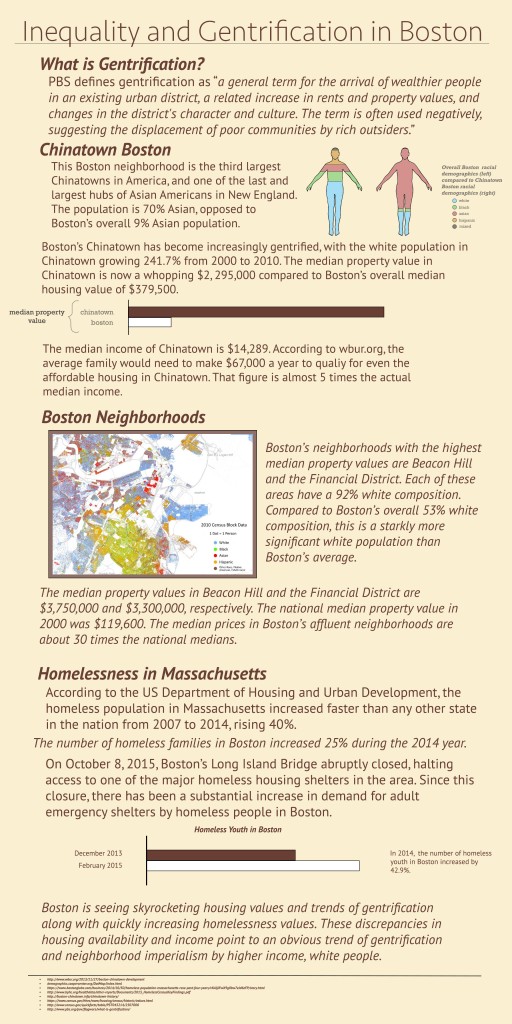 Inequality and Gentrification in Boston
What is Gentrification?
PBS defines gentrification as "a general term for the arrival of wealthier people
in an existing urban district, a related increase in rents and property values, and
changes in the district's character and culture. The term is often used negatively,
suggesting the displacement of poor communities by rich outsiders."
Chinatown Boston
This Boston neighborhood is the third largest
Chinatowns in America, and one of the last and
largest hubs of Asian Americans in New England.
The population is 70% Asian, opposed to
Boston's overall 9% Asian population.
Overall Boston racial
demographics (left)
compared to Chinatown
Boston racial
demographics (right)
white
black
asian
hispanic
mixed
Boston's Chinatown has become increasingly gentrified, with the white population in
Chinatown growing 241.7% from 2000 to 2010. The median property value in
Chinatown is now a whopping $2, 295,000 compared to Boston's overall median
housing value of $379,500.
median property
value
chinatown
boston
The median income of Chinatown is $14,289. According to wbur.org, the
average family would need to make $67,000 a year to qualiy for even the
affordable housing in Chinatown. That figure is almost 5 times the actual
median income.
Boston Neighborhoods
2010 Census Block Data
1 Dot = 1 Person
White
Black
Asian
Hispanic
Boston's neighborhoods with the highest
median property values are Beacon Hill
and the Financial District. Each of these
areas have a 92% white composition.
Compared to Boston's overall 53% white
composition, this is a starkly more
significant white population than
Boston's average.
The median property values in Beacon Hill and the Financial District are
$3,750,000 and $3,300,000, respectively. The national median property value in
2000 was $119,600. The median prices in Boston's affluent neighborhoods are
about 30 times the national medians.
Homelessness in Massachusetts
According to the US Department of Housing and Urban Development, the
homeless population in Massachusetts increased faster than any other state
in the nation from 2007 to 2014, rising 40%.
The number of homeless families in Boston increased 25% during the 2014 year.
On October 8, 2015, Boston's Long Island Bridge abruptly closed, halting
access to one of the major homeless housing shelters in the area. Since this
closure, there has been a substantial increase in demand for adult
emergency shelters by homeless people in Boston.
Homeless Youth in Boston
December 2013
February 2015
In 2014, the number of homeless
youth in Boston increased by
42.9%.
Boston is seeing skyrocketing housing values and trends of gentrification
along with quickly increasing homelessness values. These discrepancies in
housing availability and income point to an obvious trend of gentrification
and neighborhood imperialism by higher income, white people.